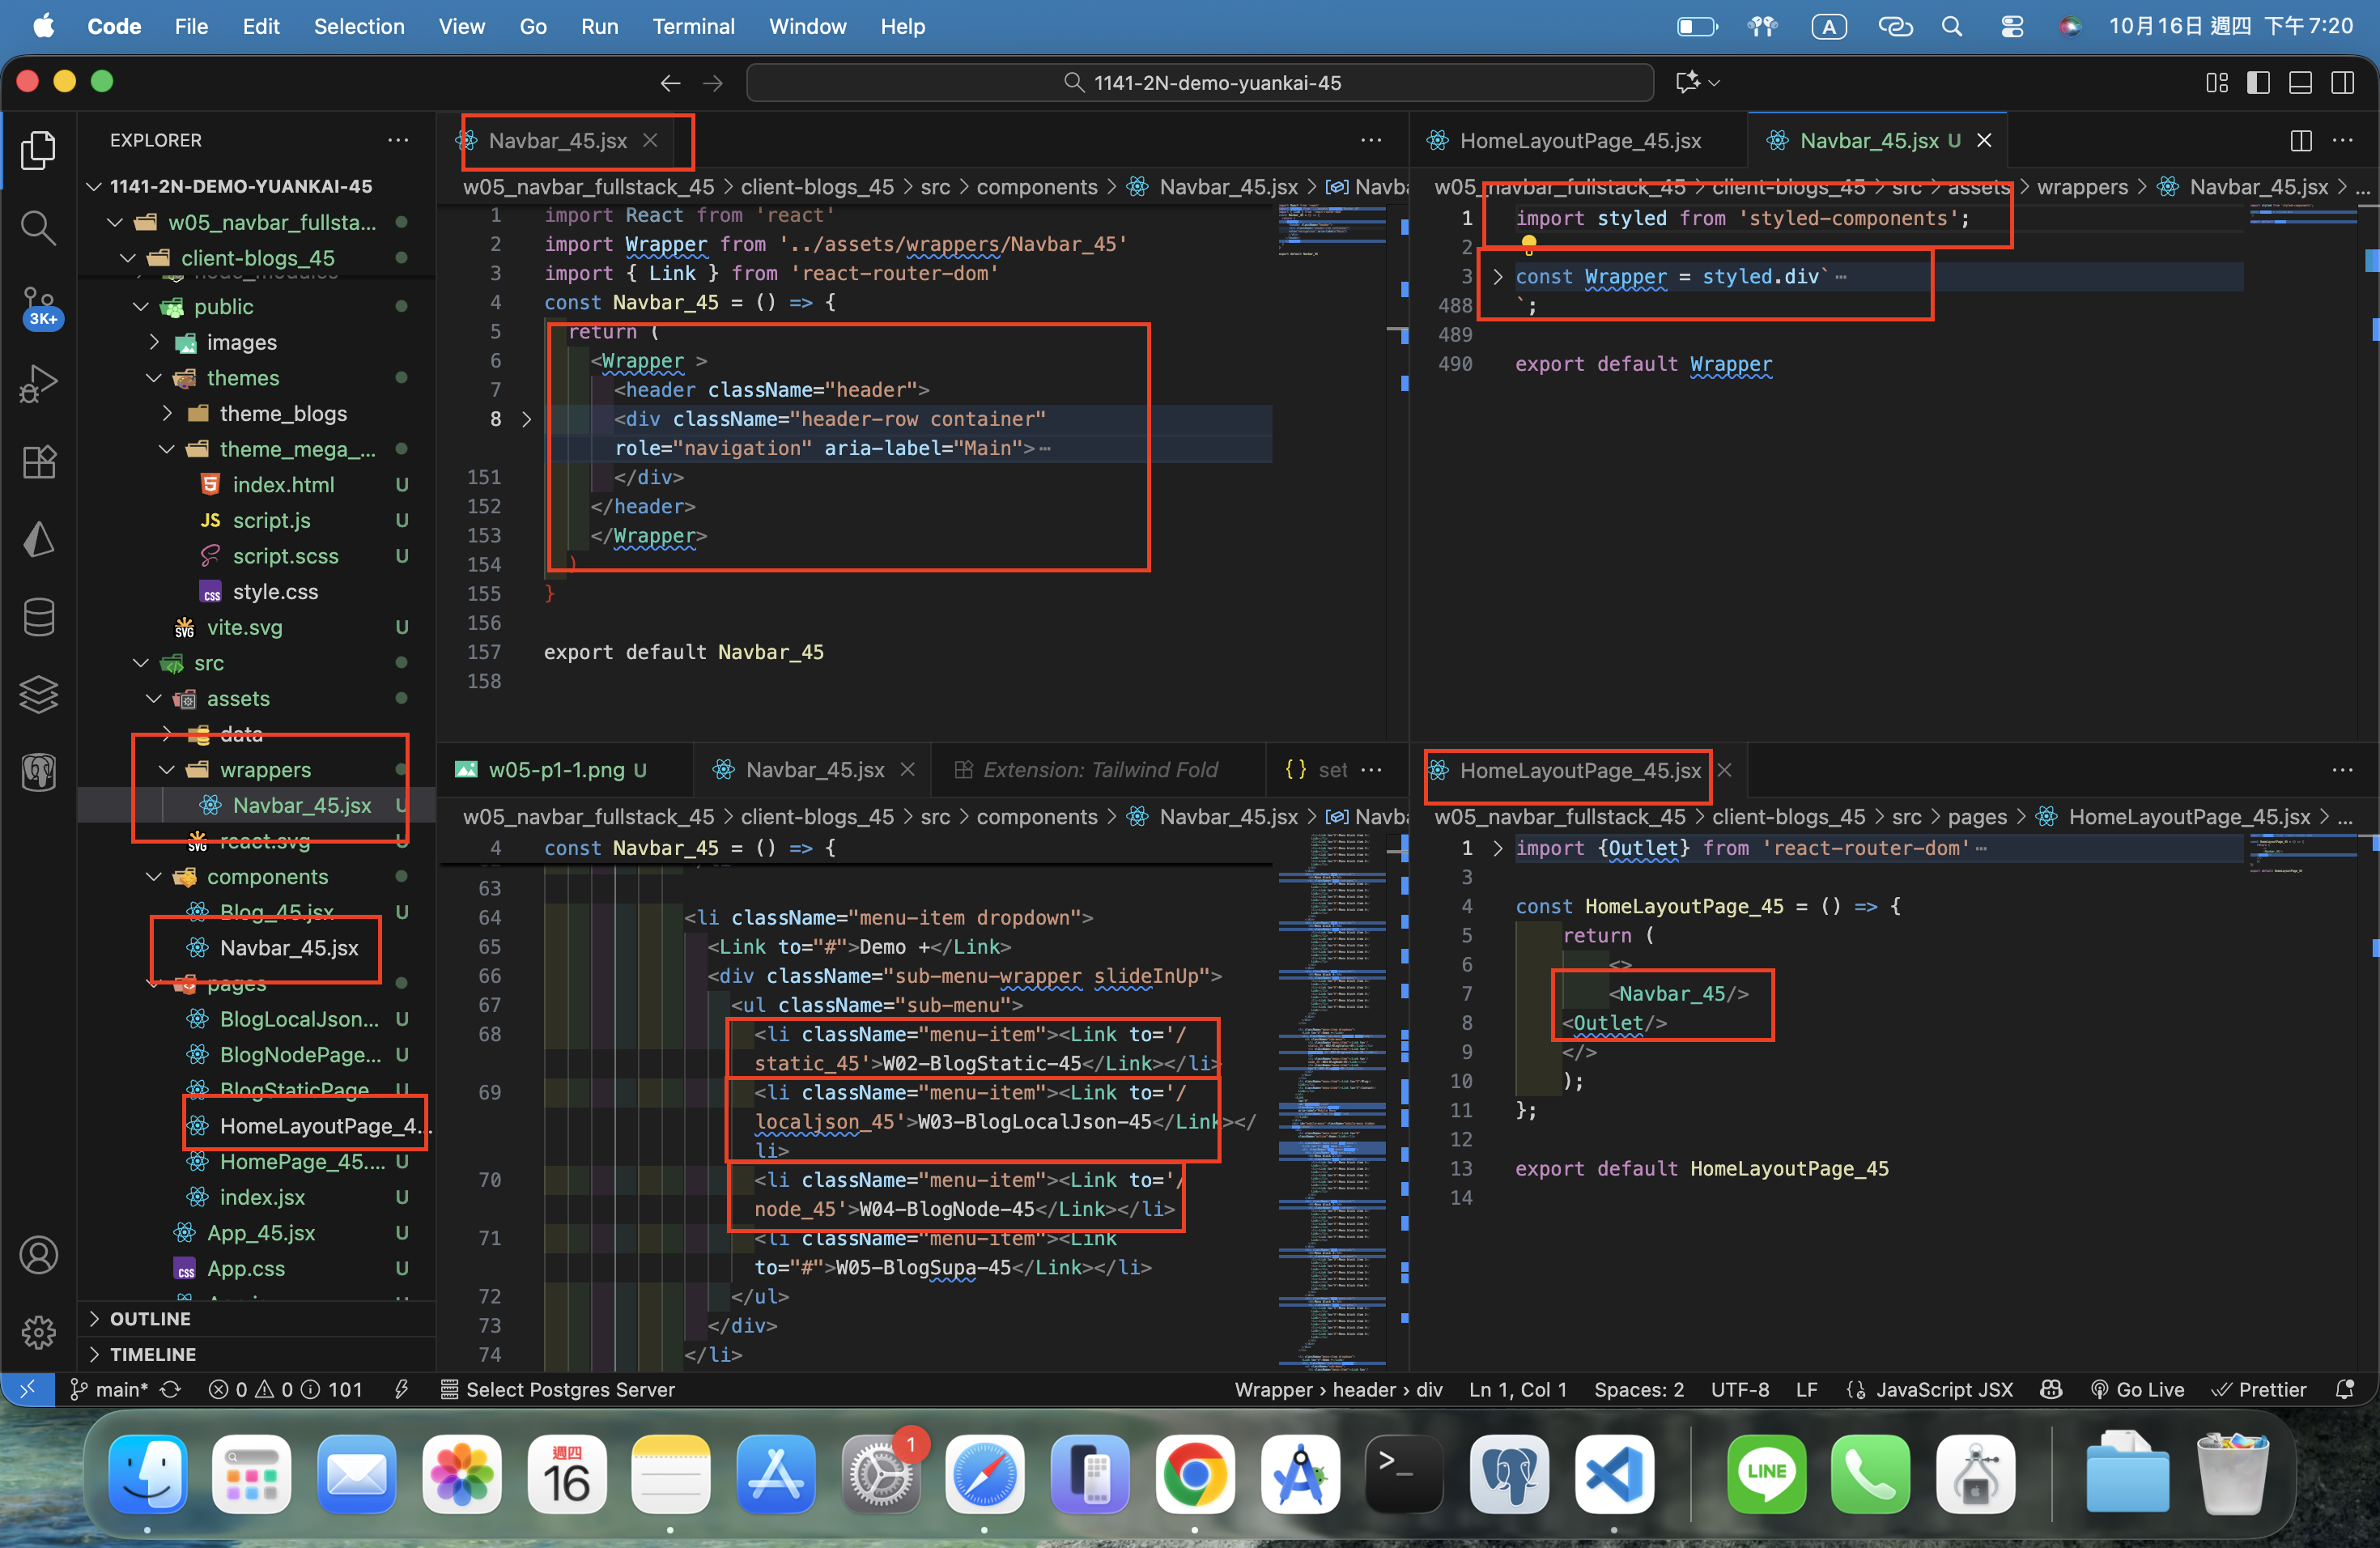 Code File Edit Selection View Go Run Terminal Window Help
A
10月16日 週四 下午7:20
1141-2N-demo-yuankai-45
EXPLORER
1141-2N-DEMO-YUANKAI-45
w05_navbar_fullsta...
client-blogs_45
node_modules
public
images
themes
theme_blogs
theme_mega_...
index.html U
script.js U
script.scss U
style.css
vite.svg U
src
assets
data
wrappers
Navbar_45.jsx U
react.svg U
components
Blog_45.jsx U
Navbar_45.jsx
pages
BlogLocalJson... U
BlogNodePage... U
BlogStaticPage U
HomeLayoutPage_4...
HomePage_45.... U
index.jsx U
App_45.jsx U
App.css U
OUTLINE
TIMELINE
3K+
Navbar_45.jsx
w05_navbar_fullstack_45 > client-blogs_45 > src > components > Navbar_45.jsx > Navba
1 import React from 'react'
2 import Wrapper from '../assets/wrappers/Navbar_45'
3 import { Link } from 'react-router-dom'
4 const Navbar_45 = () => {
5 return (
6 <Wrapper >
7 <header className="header">
8 <div className="header-row container"
role="navigation" aria-label="Main">⋯
151 </div>
152 </header>
153 </Wrapper>
154 )
155 }
156
157 export default Navbar_45
158
HomeLayoutPage_45.jsx Navbar_45.jsx U
w05_navbar_fullstack_45 > client-blogs_45 > src > assets > wrappers > Navbar_45.jsx > ...
1 import styled from 'styled-components';
2
3 const Wrapper = styled.div`⋯
488 `;
489
490 export default Wrapper
w05-p1-1.png U Navbar_45.jsx Extension: Tailwind Fold {} set
w05_navbar_fullstack_45 > client-blogs_45 > src > components > Navbar_45.jsx > Navba
4 const Navbar_45 = () => {
63
64 <li className="menu-item dropdown">
65 <Link to="#">Demo +</Link>
66 <div className="sub-menu-wrapper slideInUp">
67 <ul className="sub-menu">
68 <li className="menu-item"><Link to='/
static_45'>W02-BlogStatic-45</Link></li>
69 <li className="menu-item"><Link to='/
localjson_45'>W03-BlogLocalJson-45</Link></
li>
70 <li className="menu-item"><Link to='/
node_45'>W04-BlogNode-45</Link></li>
71 <li className="menu-item"><Link
to="#">W05-BlogSupa-45</Link></li>
72 </ul>
73 </div>
74 </li>
HomeLayoutPage_45.jsx
w05_navbar_fullstack_45 > client-blogs_45 > src > pages > HomeLayoutPage_45.jsx > ...
1 import {Outlet} from 'react-router-dom'⋯
3
4 const HomeLayoutPage_45 = () => {
5 return (
6 <>
7 <Navbar_45/>
8 <Outlet/>
9 </>
10 );
11 };
12
13 export default HomeLayoutPage_45
14
main* 0 0 101 Select Postgres Server Wrapper › header › div Ln 1, Col 1 Spaces: 2 UTF-8 LF JavaScript JSX Go Live Prettier
週四
16
1
LINE